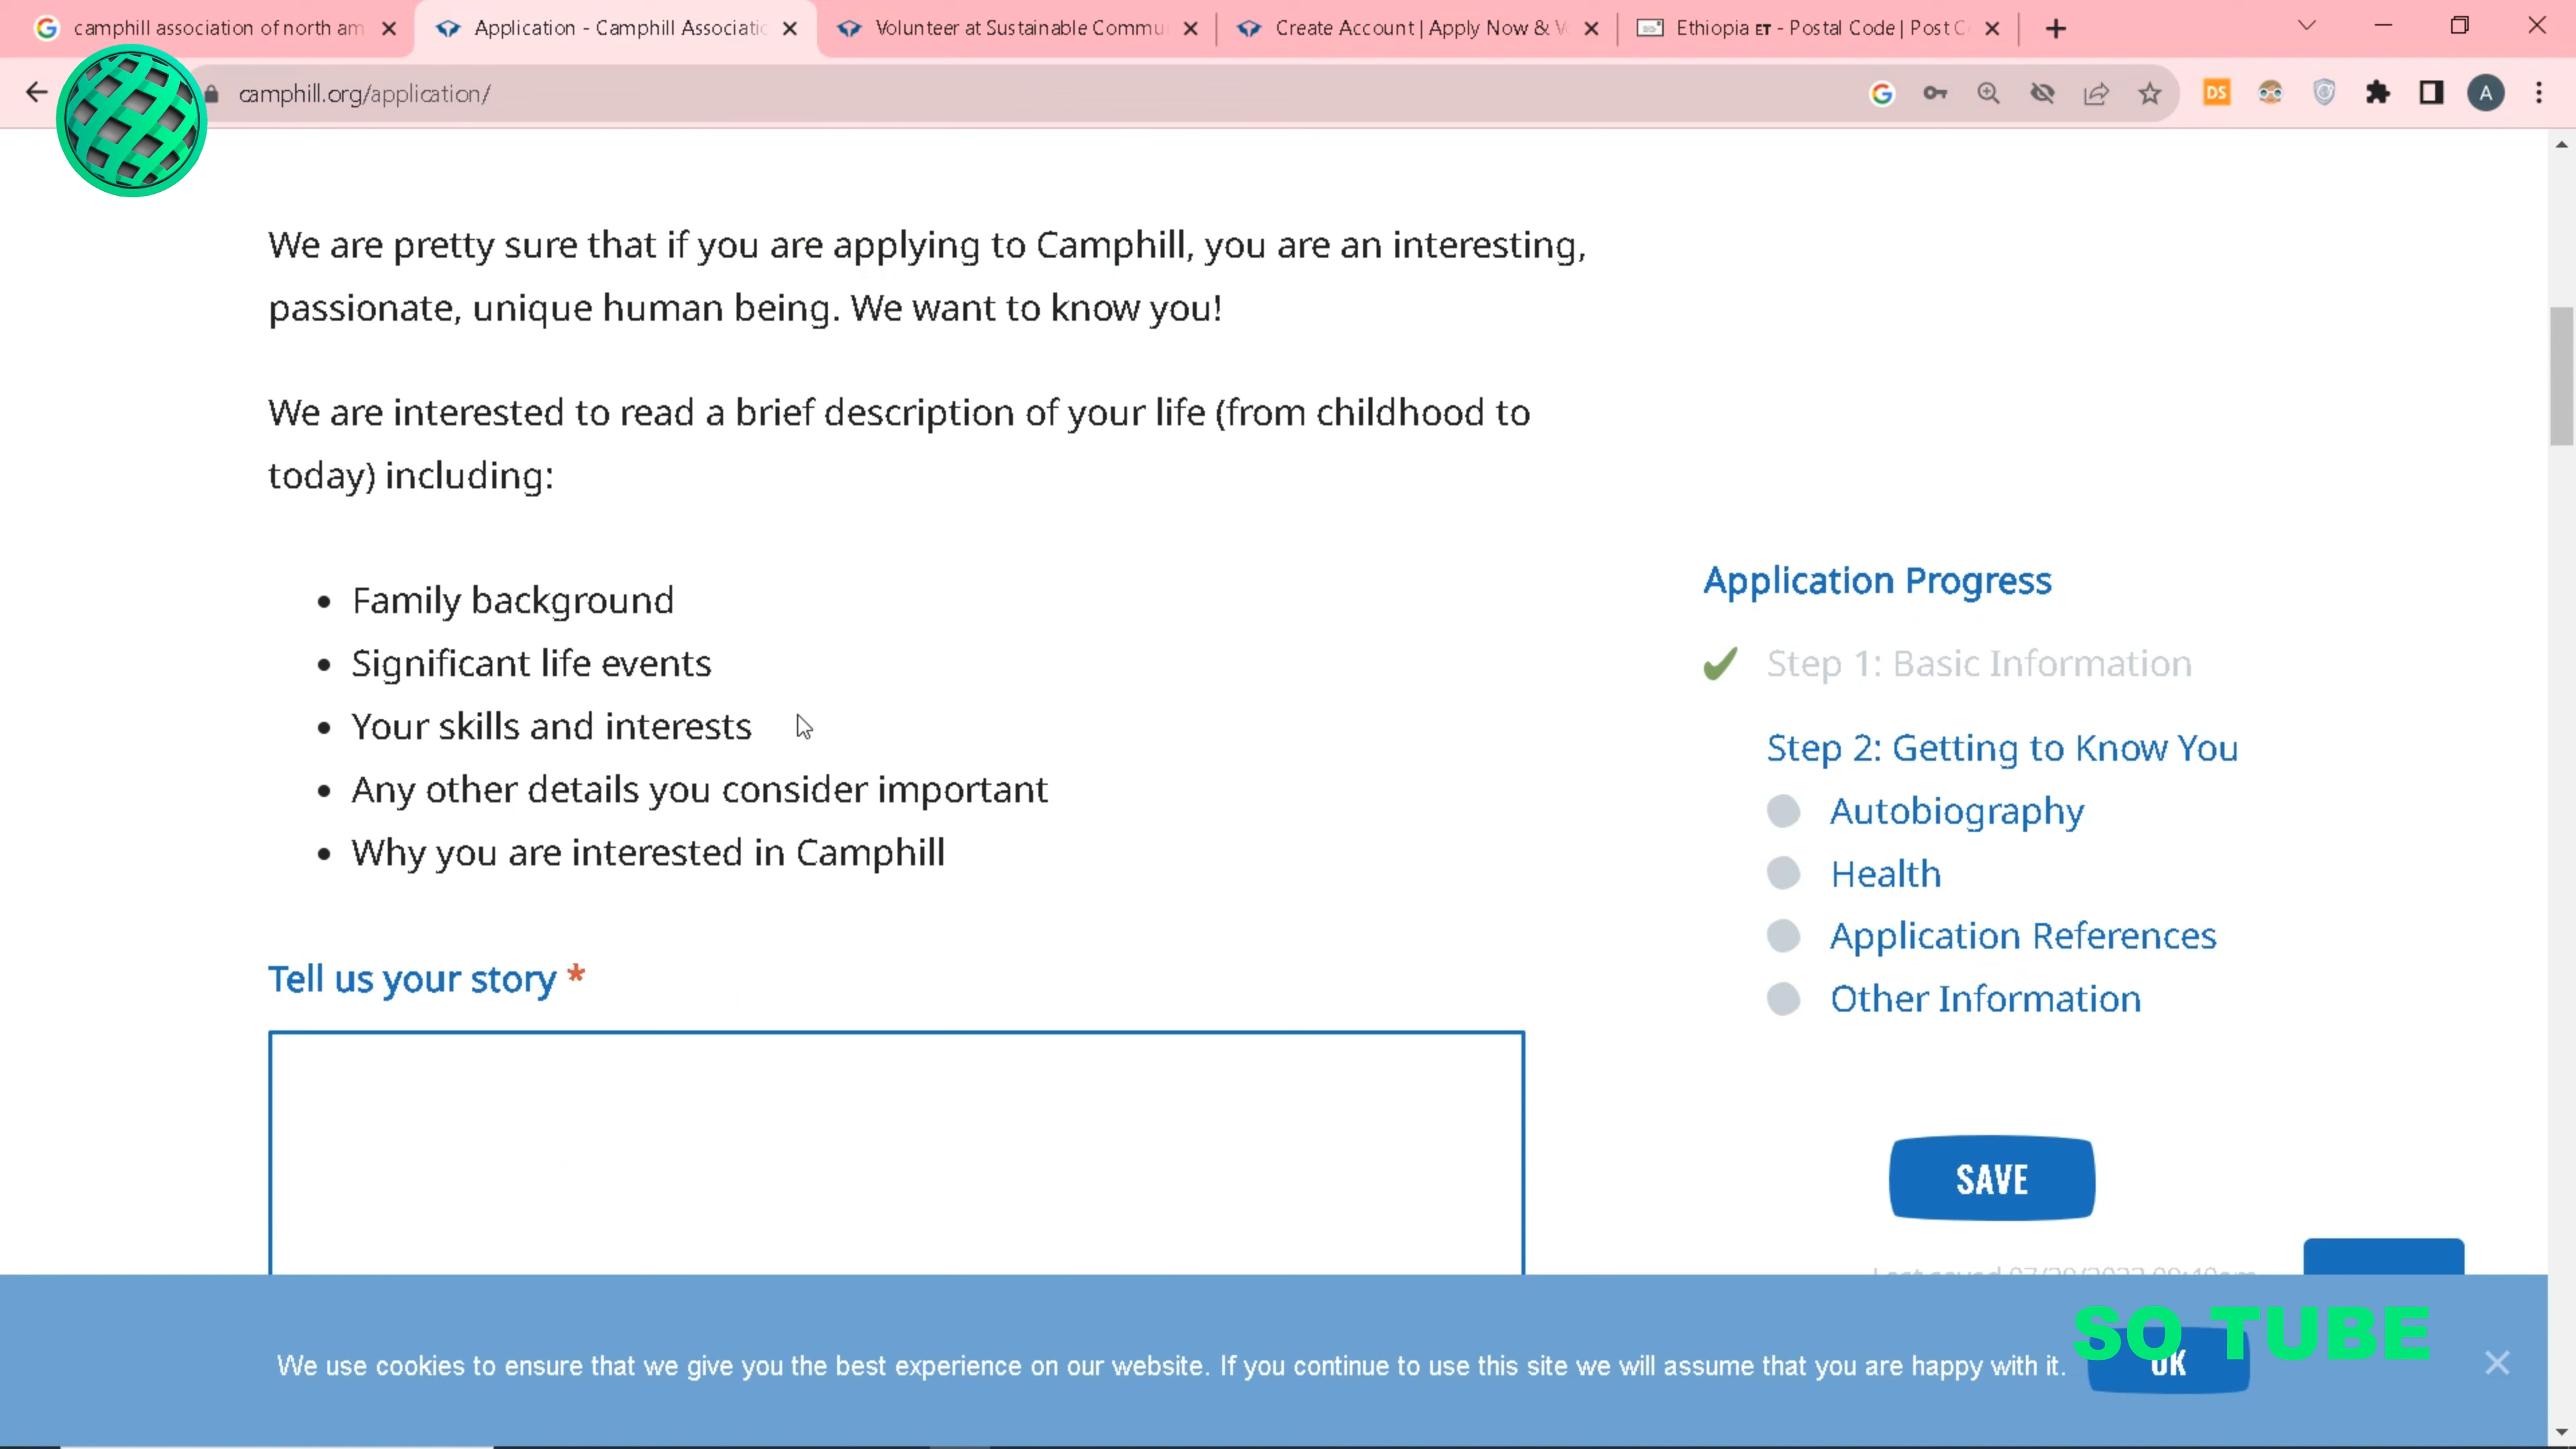 camphill association of north am
Application - Camphill Associatio
Volunteer at Sustainable Commu
Create Account | Apply Now & V
Ethiopia ET - Postal Code | Post C
camphill.org/application/
DS
A
We are pretty sure that if you are applying to Camphill, you are an interesting,
passionate, unique human being. We want to know you!
We are interested to read a brief description of your life (from childhood to
today) including:
• Family background
• Significant life events
• Your skills and interests
• Any other details you consider important
• Why you are interested in Camphill
Tell us your story *
Application Progress
Step 1: Basic Information
Step 2: Getting to Know You
Autobiography
Health
Application References
Other Information
SAVE
We use cookies to ensure that we give you the best experience on our website. If you continue to use this site we will assume that you are happy with it.
OK
SO TUBE